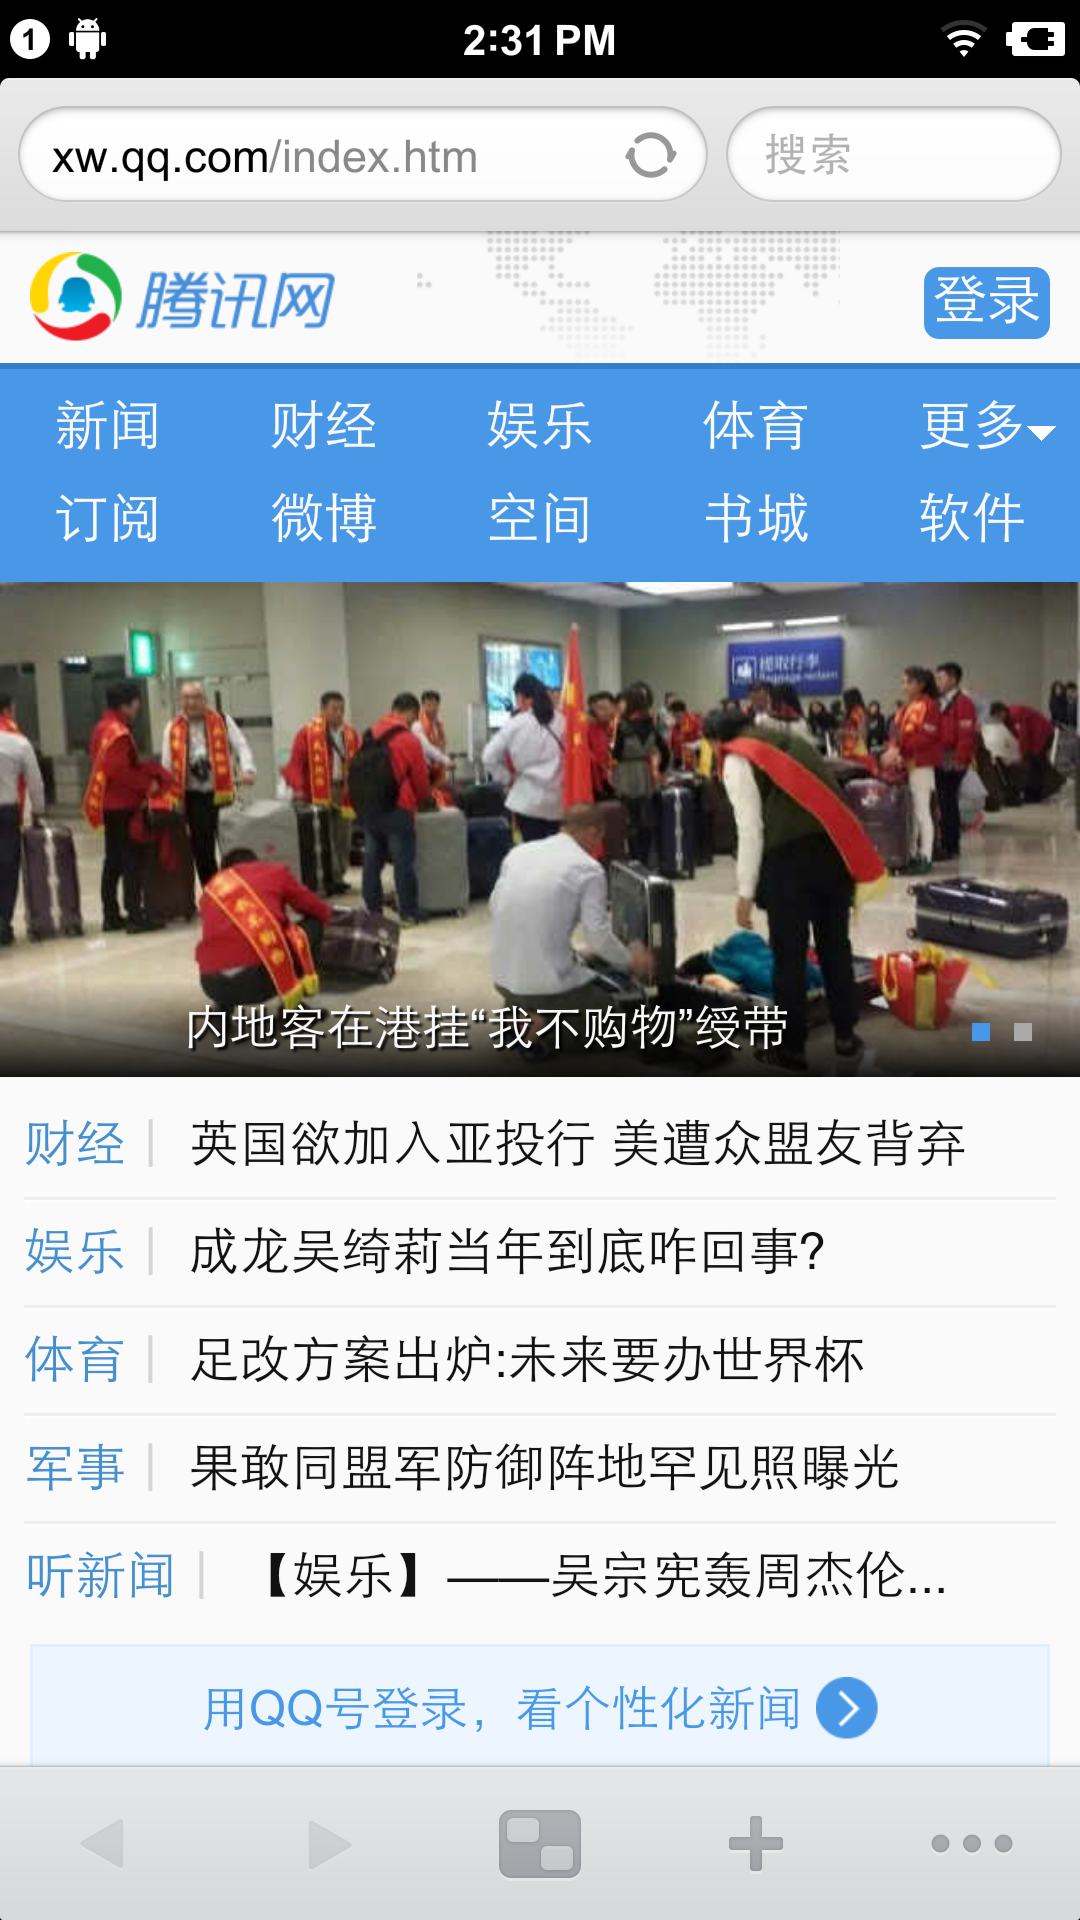 1
2:31 PM
xw.qq.com/index.htm
搜索
腾讯网
登录
新闻 财经 娱乐 体育 更多
订阅 微博 空间 书城 软件
提取行李
内地客在港挂“我不购物”绶带
财经 英国欲加入亚投行 美遭众盟友背弃
娱乐 成龙吴绮莉当年到底咋回事?
体育 足改方案出炉:未来要办世界杯
军事 果敢同盟军防御阵地罕见照曝光
听新闻 【娱乐】——吴宗宪轰周杰伦...
用QQ号登录，看个性化新闻